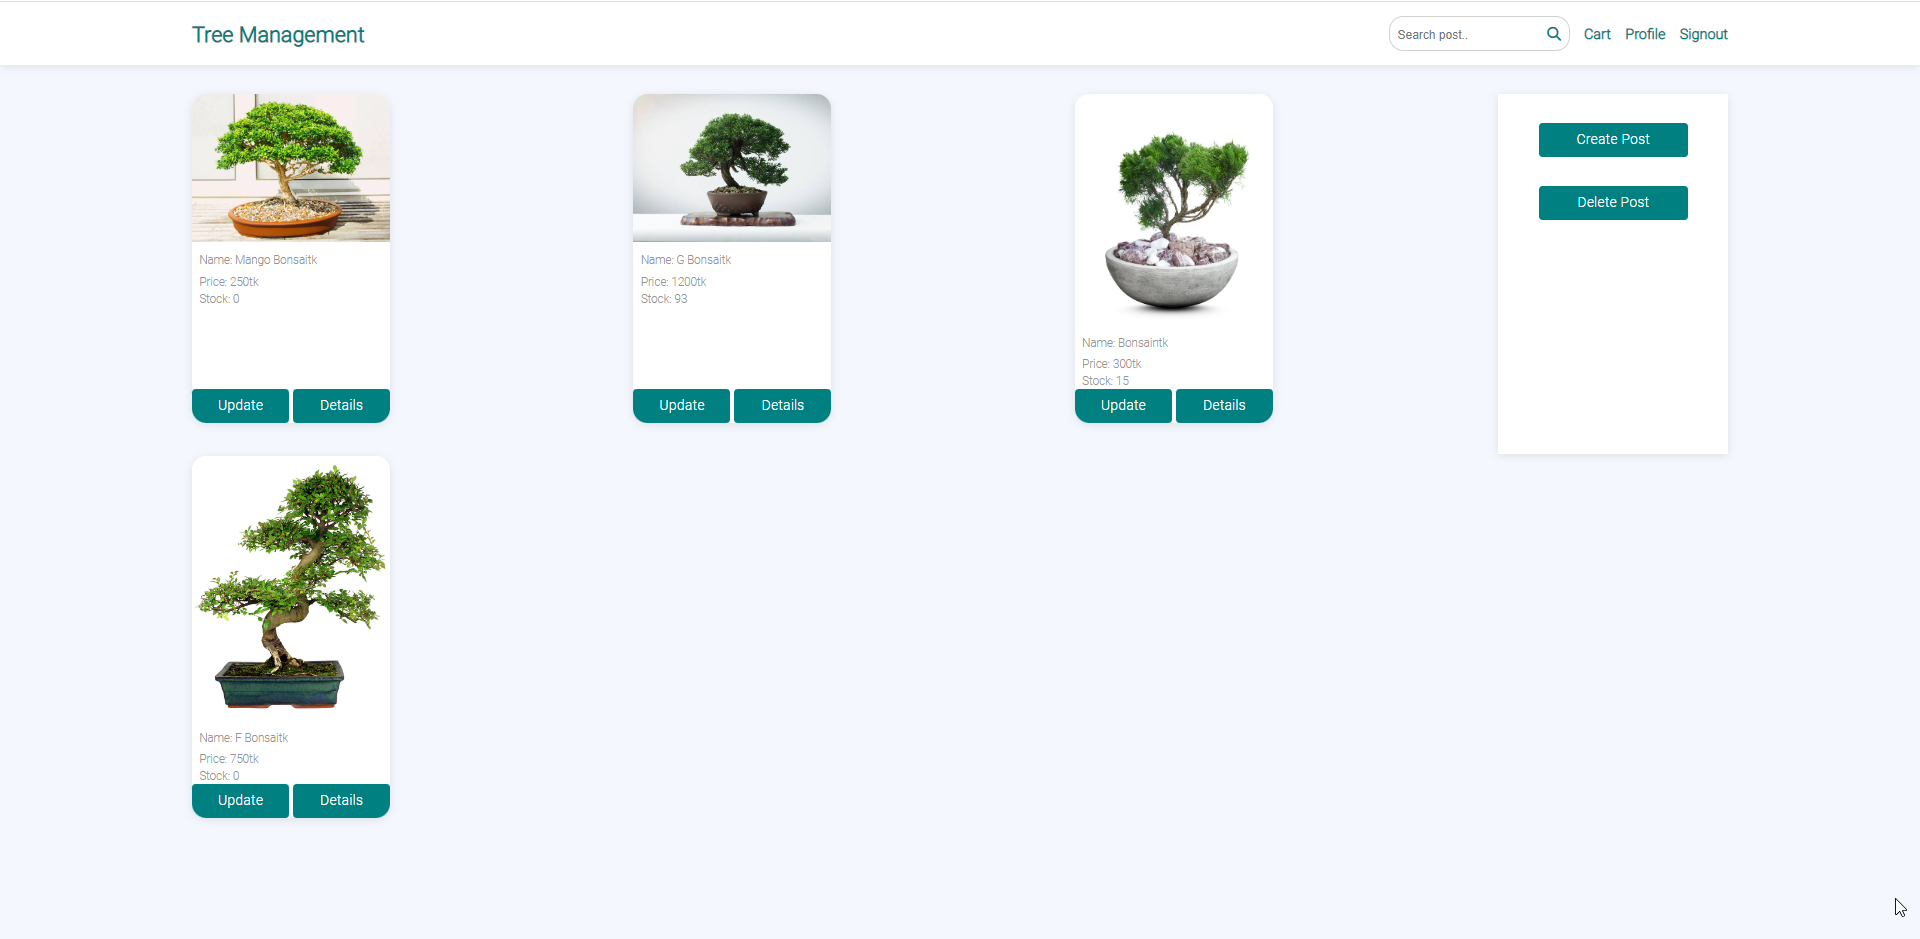 Tree Management
Search post..
Cart
Profile
Signout
Name: Mango Bonsaitk
Price: 250tk
Stock: 0
Update
Details
Name: G Bonsaitk
Price: 1200tk
Stock: 93
Update
Details
Name: Bonsaintk
Price: 300tk
Stock: 15
Update
Details
Create Post
Delete Post
Name: F Bonsaitk
Price: 750tk
Stock: 0
Update
Details